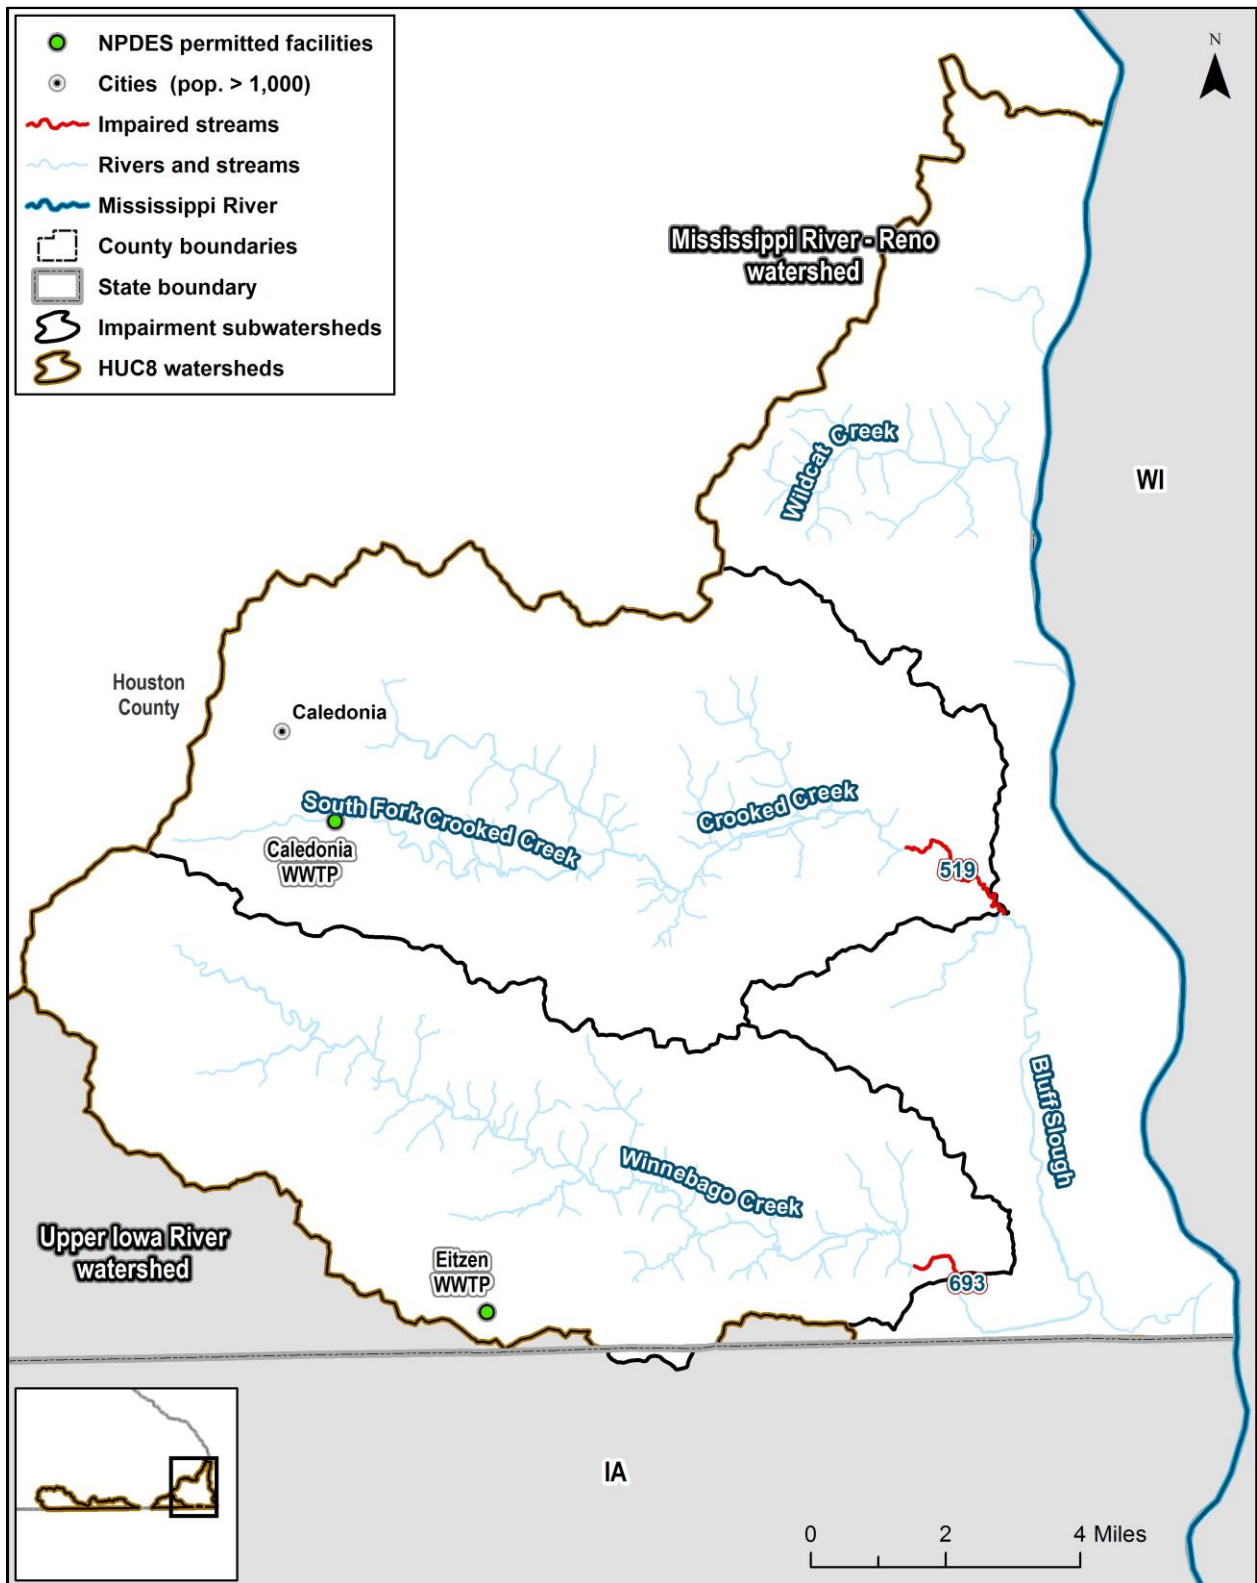 NPDES permitted facilities
Cities (pop. > 1,000)
Impaired streams
Rivers and streams
Mississippi River
County boundaries
State boundary
Impairment subwatersheds
HUC8 watersheds
N
Mississippi River - Reno
watershed
Wildcat Creek
WI
Houston
County
Caledonia
South Fork Crooked Creek
Crooked Creek
Caledonia
WWTP
519
Bluff Slough
Winnebago Creek
Upper Iowa River
watershed
Eitzen
WWTP
693
IA
0 2 4 Miles